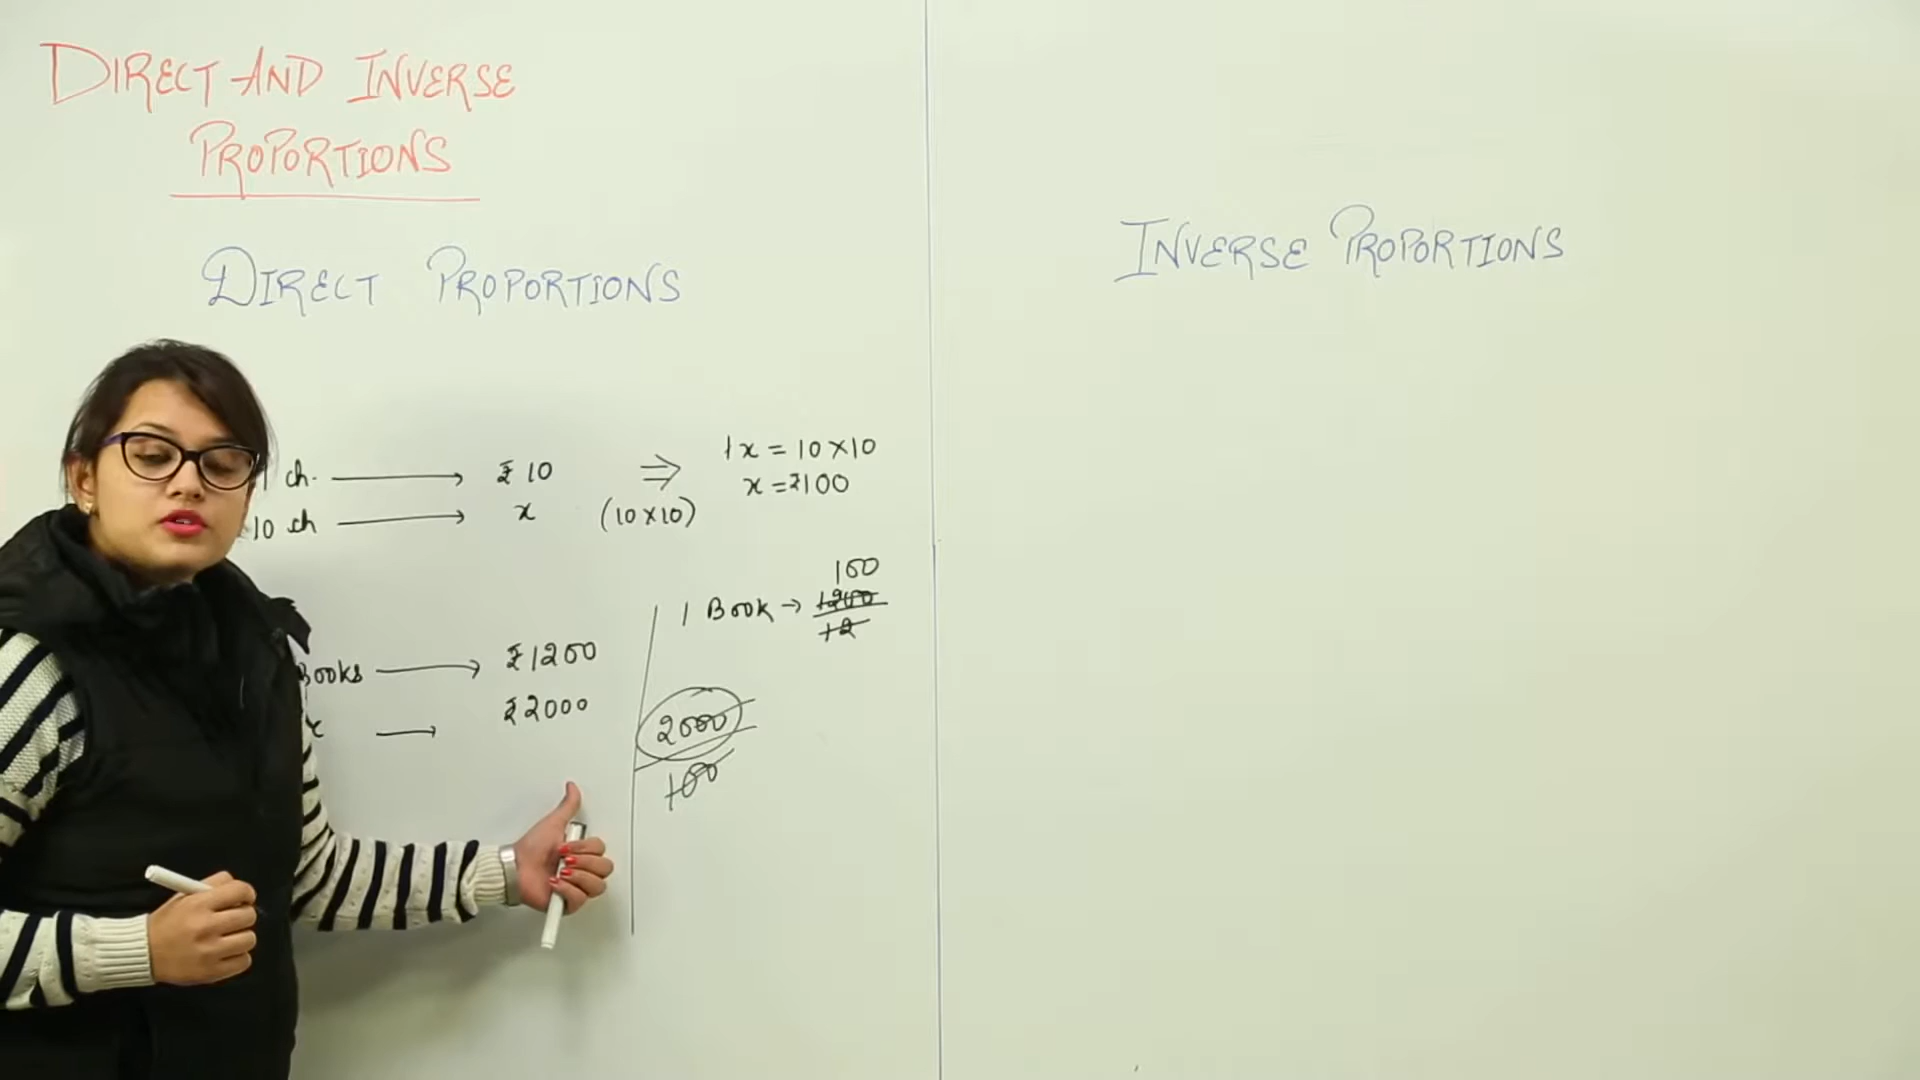 DIRECT AND INVERSE
PROPORTIONS
DIRECT PROPORTIONS
INVERSE PROPORTIONS
1 ch. → ₹ 10 ⇒ 1x = 10 × 10
x = ₹100
10 ch → x (10 × 10)
100
1 Book → 1200
12
Books → ₹ 1200
x → ₹ 2000
2000
100